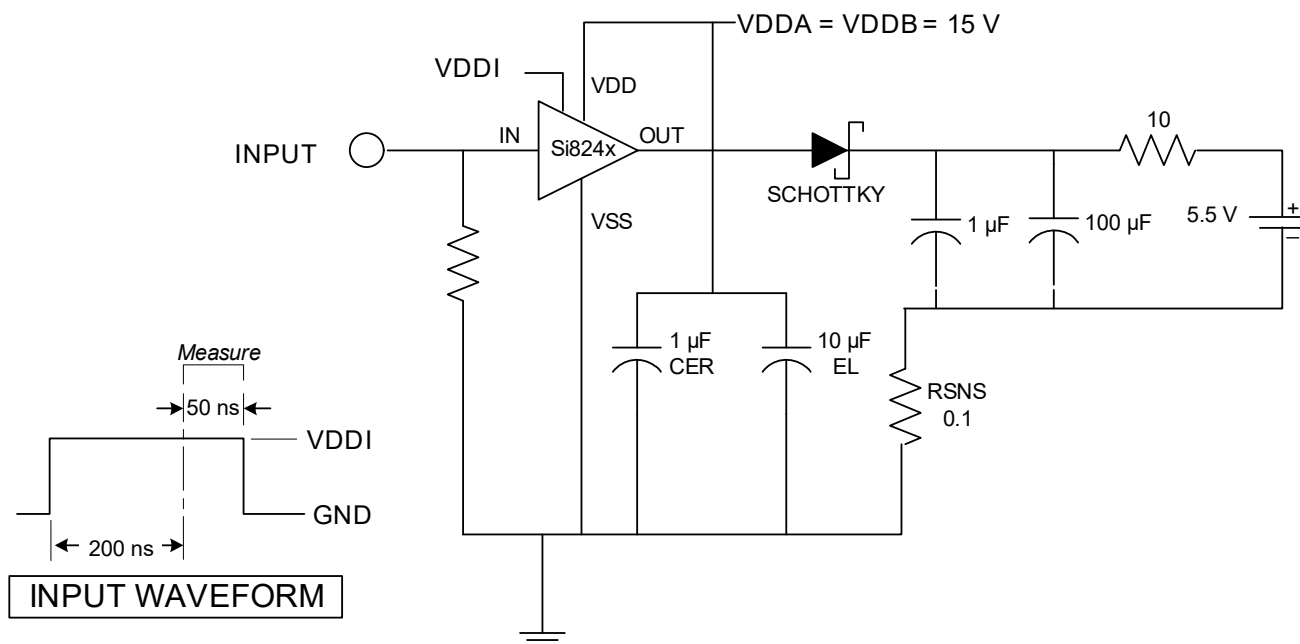 VDDA = VDDB = 15 V
VDDI
VDD
10
INPUT
IN
Si824x
OUT
SCHOTTKY
1 µF
100 µF
5.5 V
+
–
VSS
1 µF
CER
10 µF
EL
RSNS
0.1
Measure
50 ns
VDDI
GND
200 ns
INPUT WAVEFORM